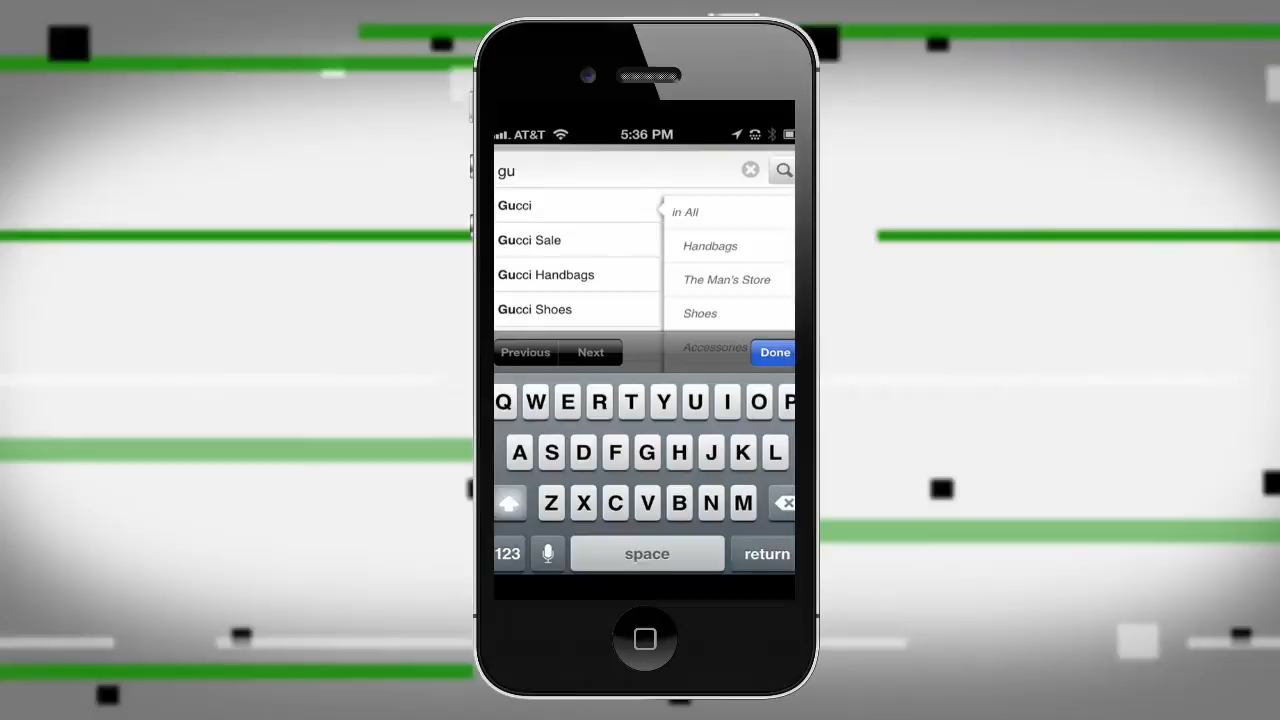 AT&T 5:36 PM
gu
Gucci
in All
Gucci Sale
Handbags
Gucci Handbags
The Man's Store
Gucci Shoes
Shoes
Previous Next Accessories Done
Q W E R T Y U I O P
A S D F G H J K L
Z X C V B N M
123 space return